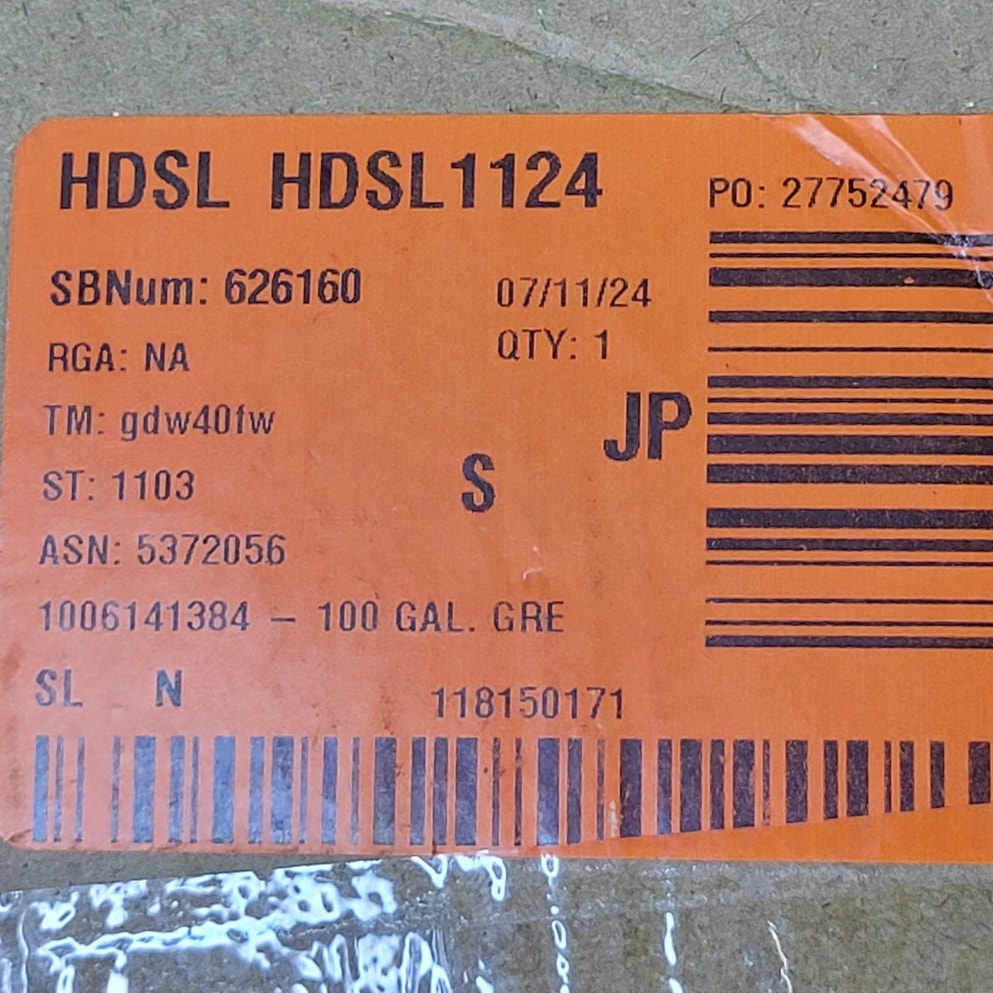 HDSL HDSL1124
PO: 27752479
SBNum: 626160
07/11/24
RGA: NA
QTY: 1
TM: gdw40fw
JP
ST: 1103
S
ASN: 5372056
1006141384 – 100 GAL. GRE
SL N
118150171